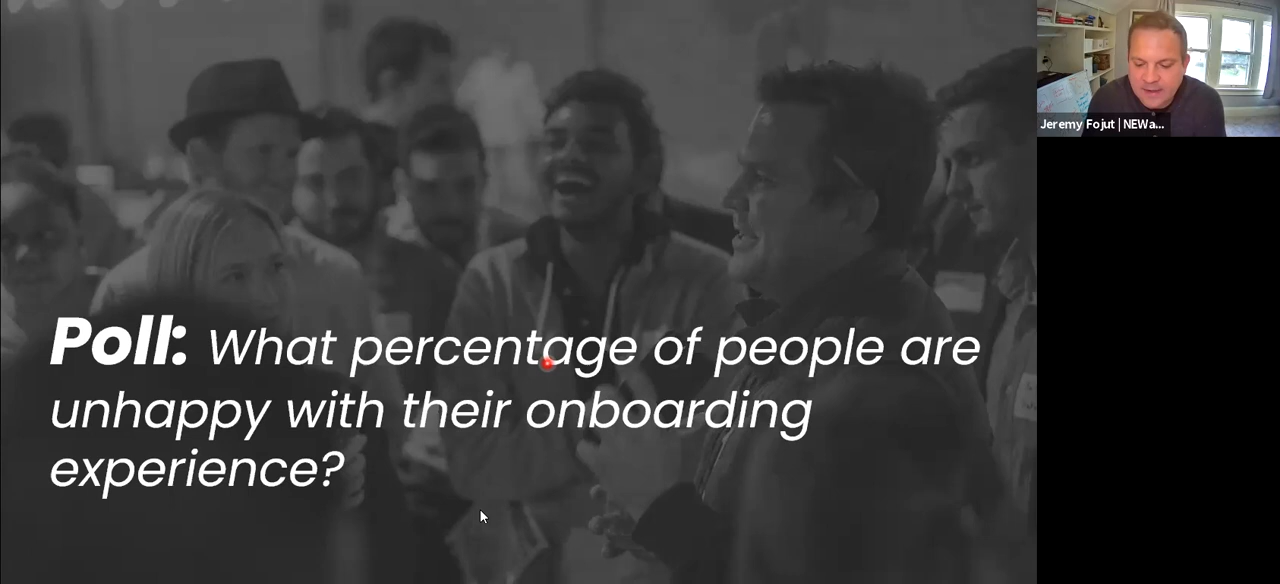 Poll: What percentage of people are
unhappy with their onboarding
experience?
Jeremy Fojut | NEWa...